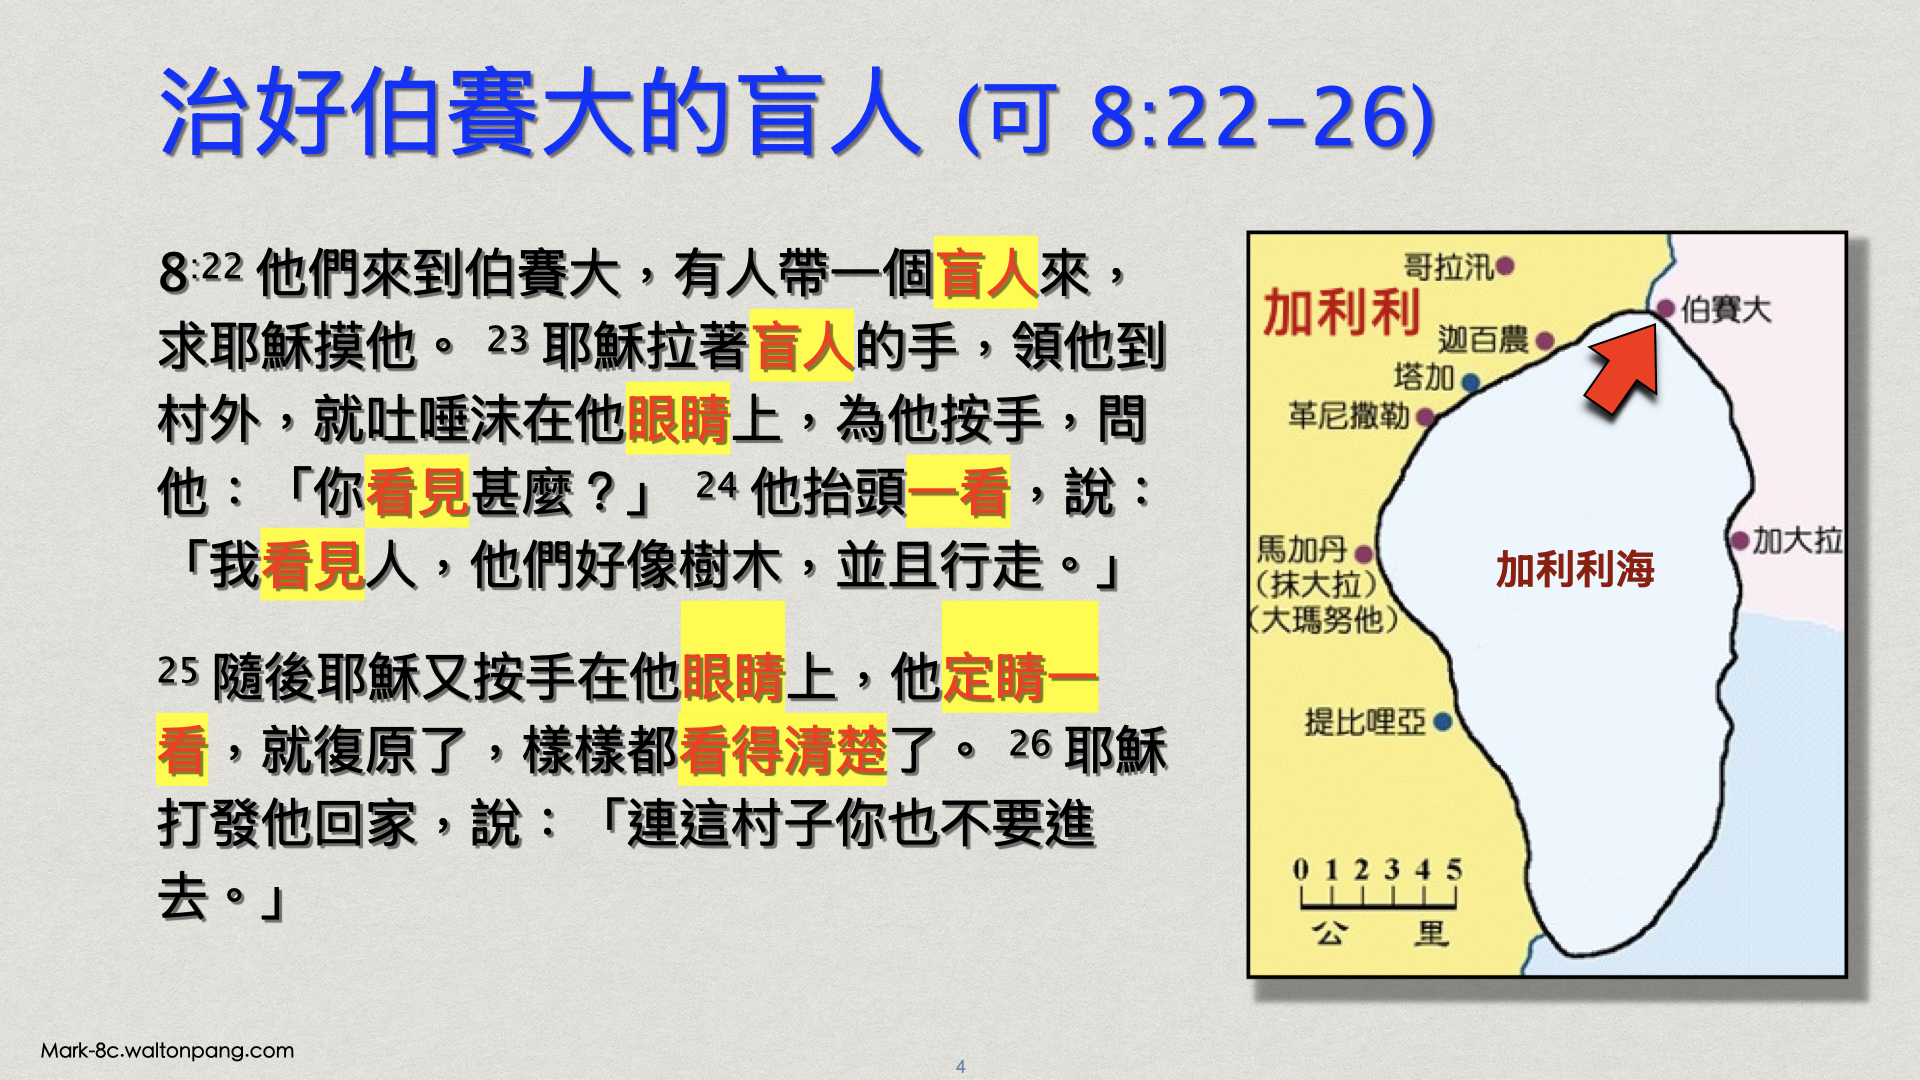 治好伯賽大的盲人 (可 8:22-26)
8:22 他們來到伯賽大，有人帶一個盲人來，
求耶穌摸他。 23 耶穌拉著盲人的手，領他到
村外，就吐唾沫在他眼睛上，為他按手，問
他：「你看見甚麼？」 24 他抬頭一看，說：
「我看見人，他們好像樹木，並且行走。」
25 隨後耶穌又按手在他眼睛上，他定睛一
看，就復原了，樣樣都看得清楚了。 26 耶穌
打發他回家，說：「連這村子你也不要進
去。」
哥拉汛
加利利
伯賽大
迦百農
塔加
革尼撒勒
加大拉
馬加丹
（抹大拉）
（大瑪努他）
加利利海
提比哩亞
0 1 2 3 4 5
公 里
Mark-8c.waltonpang.com
4